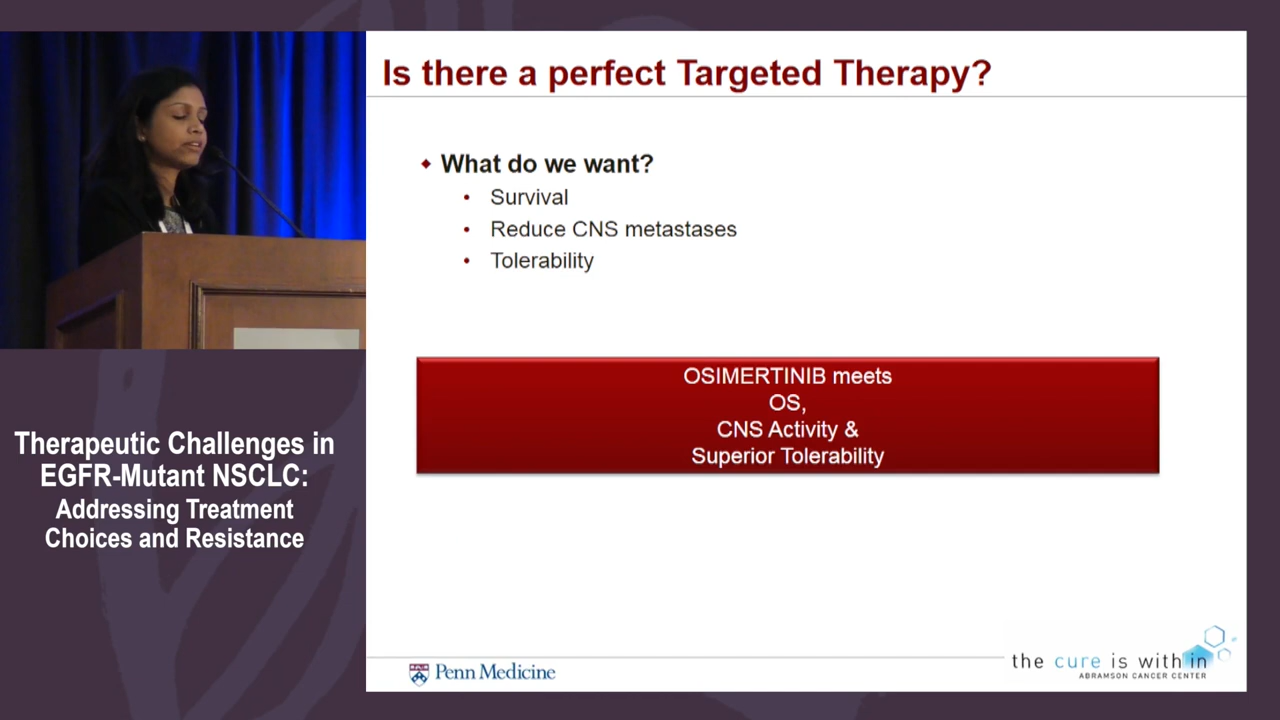 Is there a perfect Targeted Therapy?
What do we want?
Survival
Reduce CNS metastases
Tolerability
OSIMERTINIB meets
OS,
CNS Activity &
Superior Tolerability
Therapeutic Challenges in
EGFR-Mutant NSCLC:
Addressing Treatment
Choices and Resistance
Penn Medicine
the cure is within
ABRAMSON CANCER CENTER